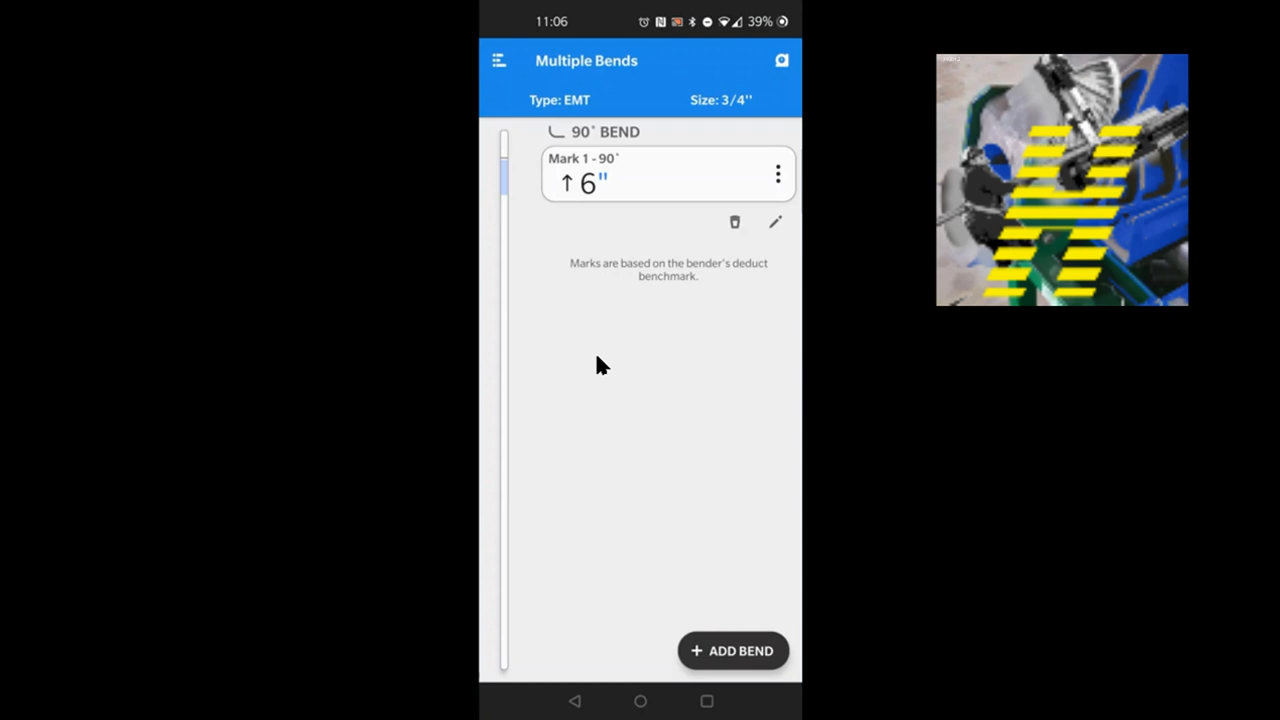 11:06
39%
Multiple Bends
Type: EMT
Size: 3/4''
90° BEND
Mark 1 - 90°
↑ 6"
Marks are based on the bender's deduct
benchmark.
+ ADD BEND